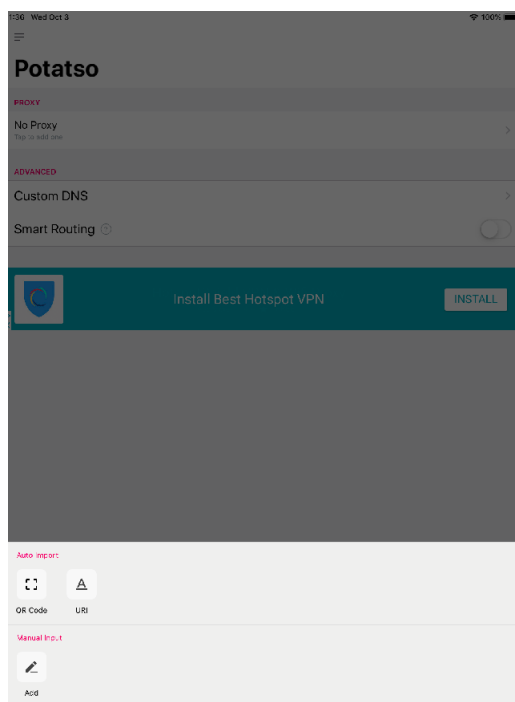 1:36 Wed Oct 3
100%
Potatso
PROXY
No Proxy
Tap to add one
ADVANCED
Custom DNS
Smart Routing ?
Install Best Hotspot VPN
INSTALL
Auto Import
QR Code
URI
Manual Input
Add